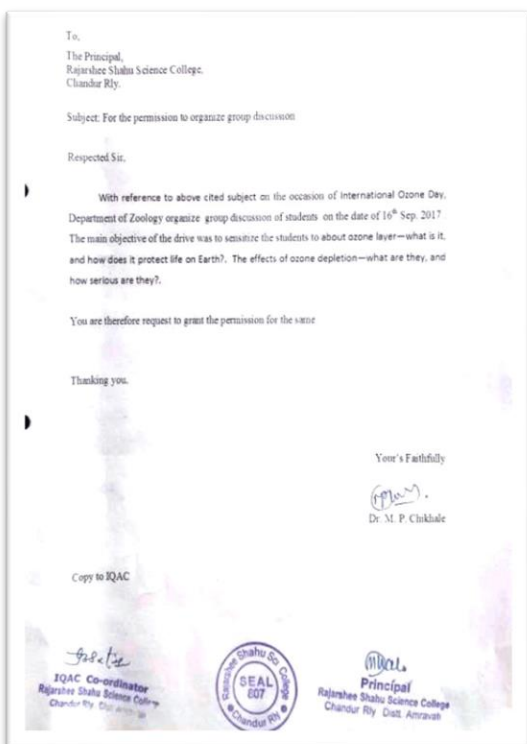 To,
The Principal,
Rajarshee Shahu Science College,
Chandur Rly.
Subject: For the permission to organize group discussion
Respected Sir,
With reference to above cited subject on the occasion of International Ozone Day,
Department of Zoology organize group discussion of students on the date of 16th Sep. 2017
The main objective of the drive was to sensitize the students to about ozone layer—what is it,
and how does it protect life on Earth?. The effects of ozone depletion—what are they, and
how serious are they?.
You are therefore request to grant the permission for the same
Thanking you.
Your's Faithfully
Dr. M. P. Chikhale
Copy to IQAC
IQAC Co-ordinator
Rajarshee Shahu Science College
Chandur Rly Dist
Rajarshee Shahu Sci. College
SEAL
807
Chandur Rly
Principal
Rajarshee Shahu Science College
Chandur Rly Distt. Amravati